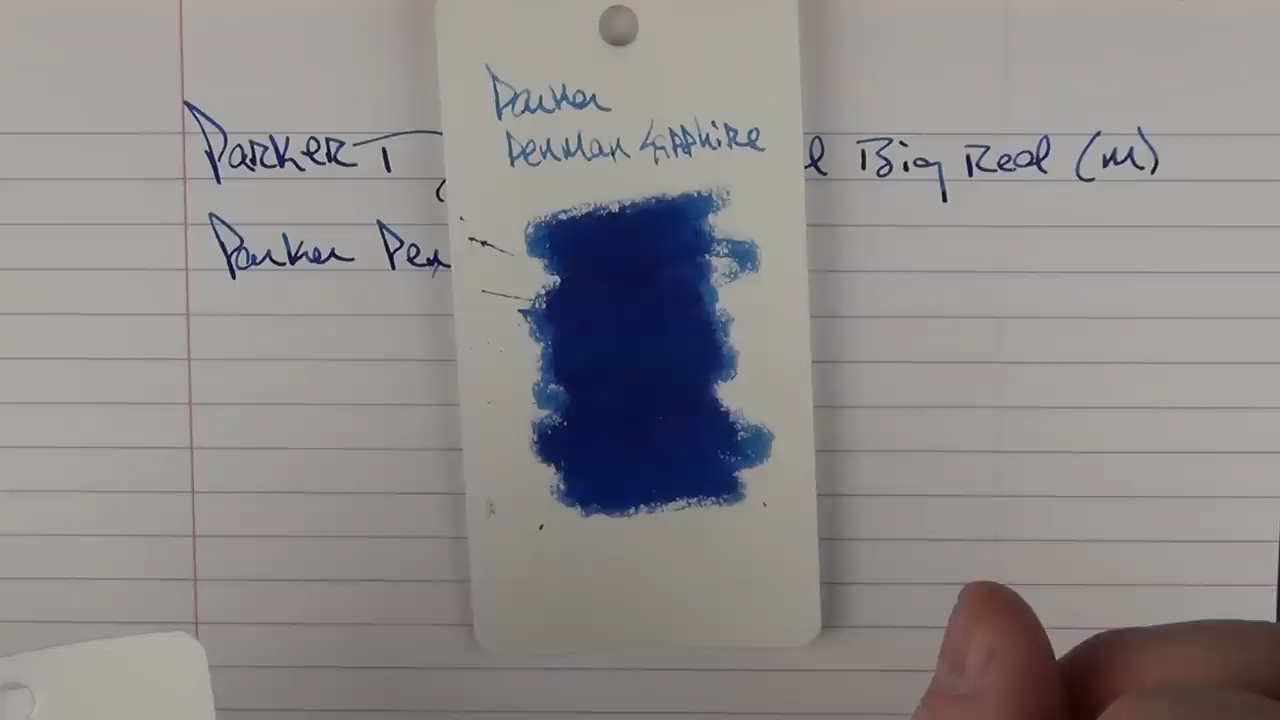 Parker
Penman Sapphire
Parker T
l Big Red (M)
Parker Pen